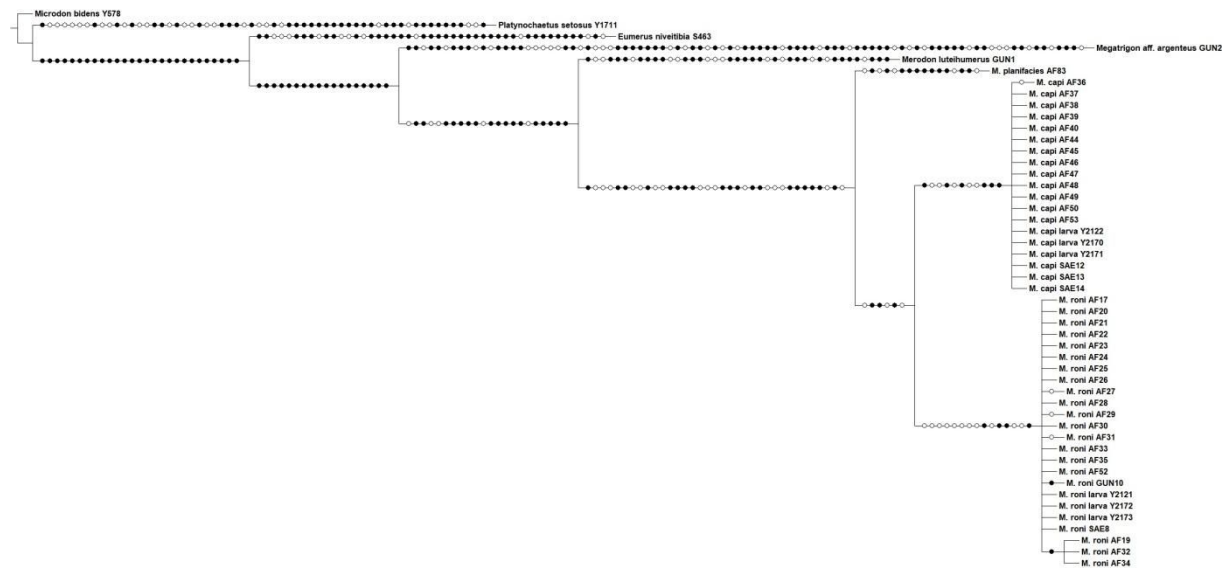 Microdon bidens Y578
Platynochaetus setosus Y1711
Eumerus niveitibia S463
Megatrigon aff. argenteus GUN2
Merodon luteihumerus GUN1
M. planifacies AF83
M. capi AF36
M. capi AF37
M. capi AF38
M. capi AF39
M. capi AF40
M. capi AF44
M. capi AF45
M. capi AF46
M. capi AF47
M. capi AF48
M. capi AF49
M. capi AF50
M. capi AF53
M. capi larva Y2122
M. capi larva Y2170
M. capi larva Y2171
M. capi SAE12
M. capi SAE13
M. capi SAE14
M. roni AF17
M. roni AF20
M. roni AF21
M. roni AF22
M. roni AF23
M. roni AF24
M. roni AF25
M. roni AF26
M. roni AF27
M. roni AF28
M. roni AF29
M. roni AF30
M. roni AF31
M. roni AF33
M. roni AF35
M. roni AF52
M. roni GUN10
M. roni larva Y2121
M. roni larva Y2172
M. roni larva Y2173
M. roni SAE8
M. roni AF19
M. roni AF32
M. roni AF34